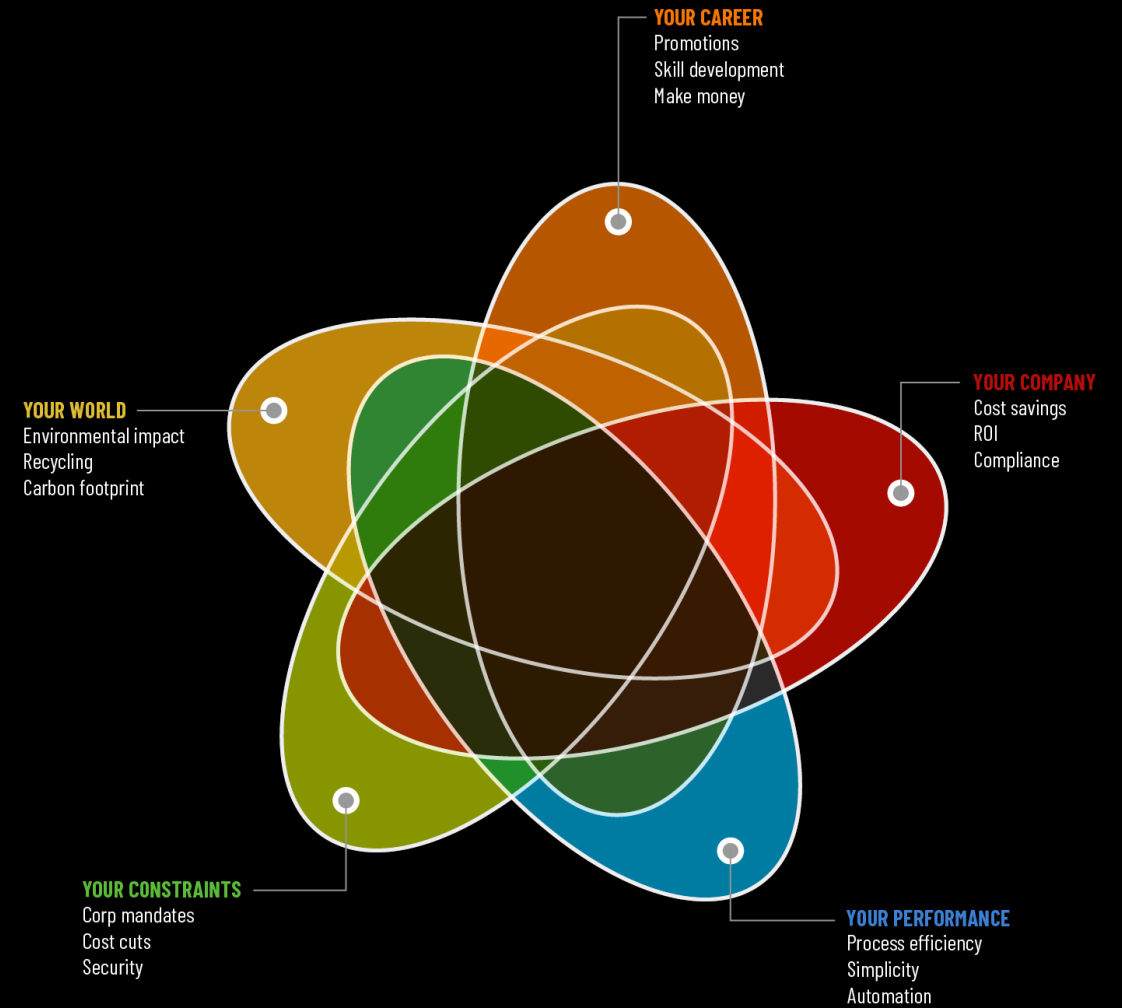 YOUR CAREER
Promotions
Skill development
Make money
YOUR COMPANY
Cost savings
ROI
Compliance
YOUR WORLD
Environmental impact
Recycling
Carbon footprint
YOUR CONSTRAINTS
Corp mandates
Cost cuts
Security
YOUR PERFORMANCE
Process efficiency
Simplicity
Automation